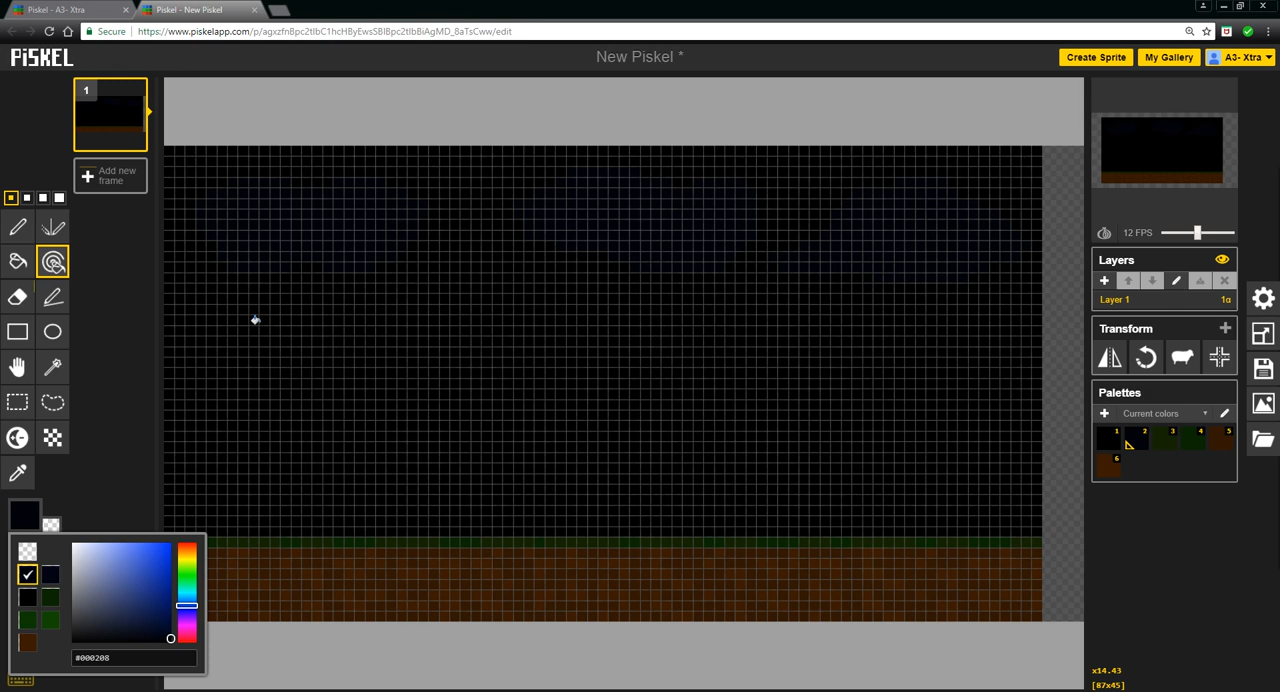 Piskel - A3- Xtra
Piskel - New Piskel
Secure
https://www.piskelapp.com/p/agxzfnBpc2tlbC1hcHByEwsSBlBpc2tlbBiAgMD_8aTsCww/edit
PiSKEL
New Piskel *
Create Sprite
My Gallery
A3- Xtra
1
Add new
frame
12 FPS
Layers
Layer 1
1α
Transform
Palettes
Current colors
1
2
3
4
5
6
#000208
x14.43
[87x45]